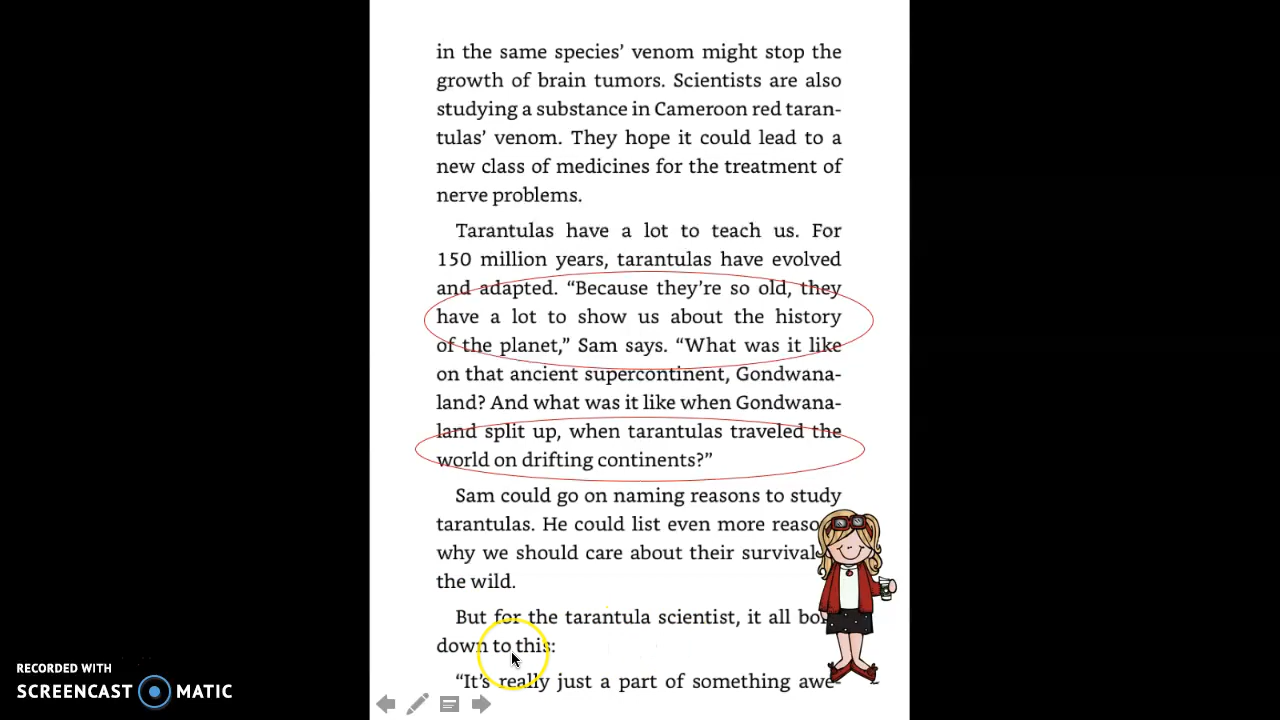 in the same species’ venom might stop the
growth of brain tumors. Scientists are also
studying a substance in Cameroon red taran-
tulas’ venom. They hope it could lead to a
new class of medicines for the treatment of
nerve problems.
Tarantulas have a lot to teach us. For
150 million years, tarantulas have evolved
and adapted. “Because they’re so old, they
have a lot to show us about the history
of the planet,” Sam says. “What was it like
on that ancient supercontinent, Gondwana-
land? And what was it like when Gondwana-
land split up, when tarantulas traveled the
world on drifting continents?”
Sam could go on naming reasons to study
tarantulas. He could list even more
why we should care about their survival
the wild.
But for the tarantula scientist, it all
down to this:
“It’s really just a part of something awe-
RECORDED WITH
SCREENCAST MATIC